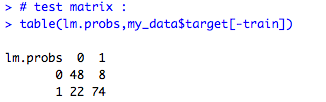 > # test matrix :
> table(lm.probs,my_data$target[-train])
lm.probs  0  1
       0 48  8
       1 22 74